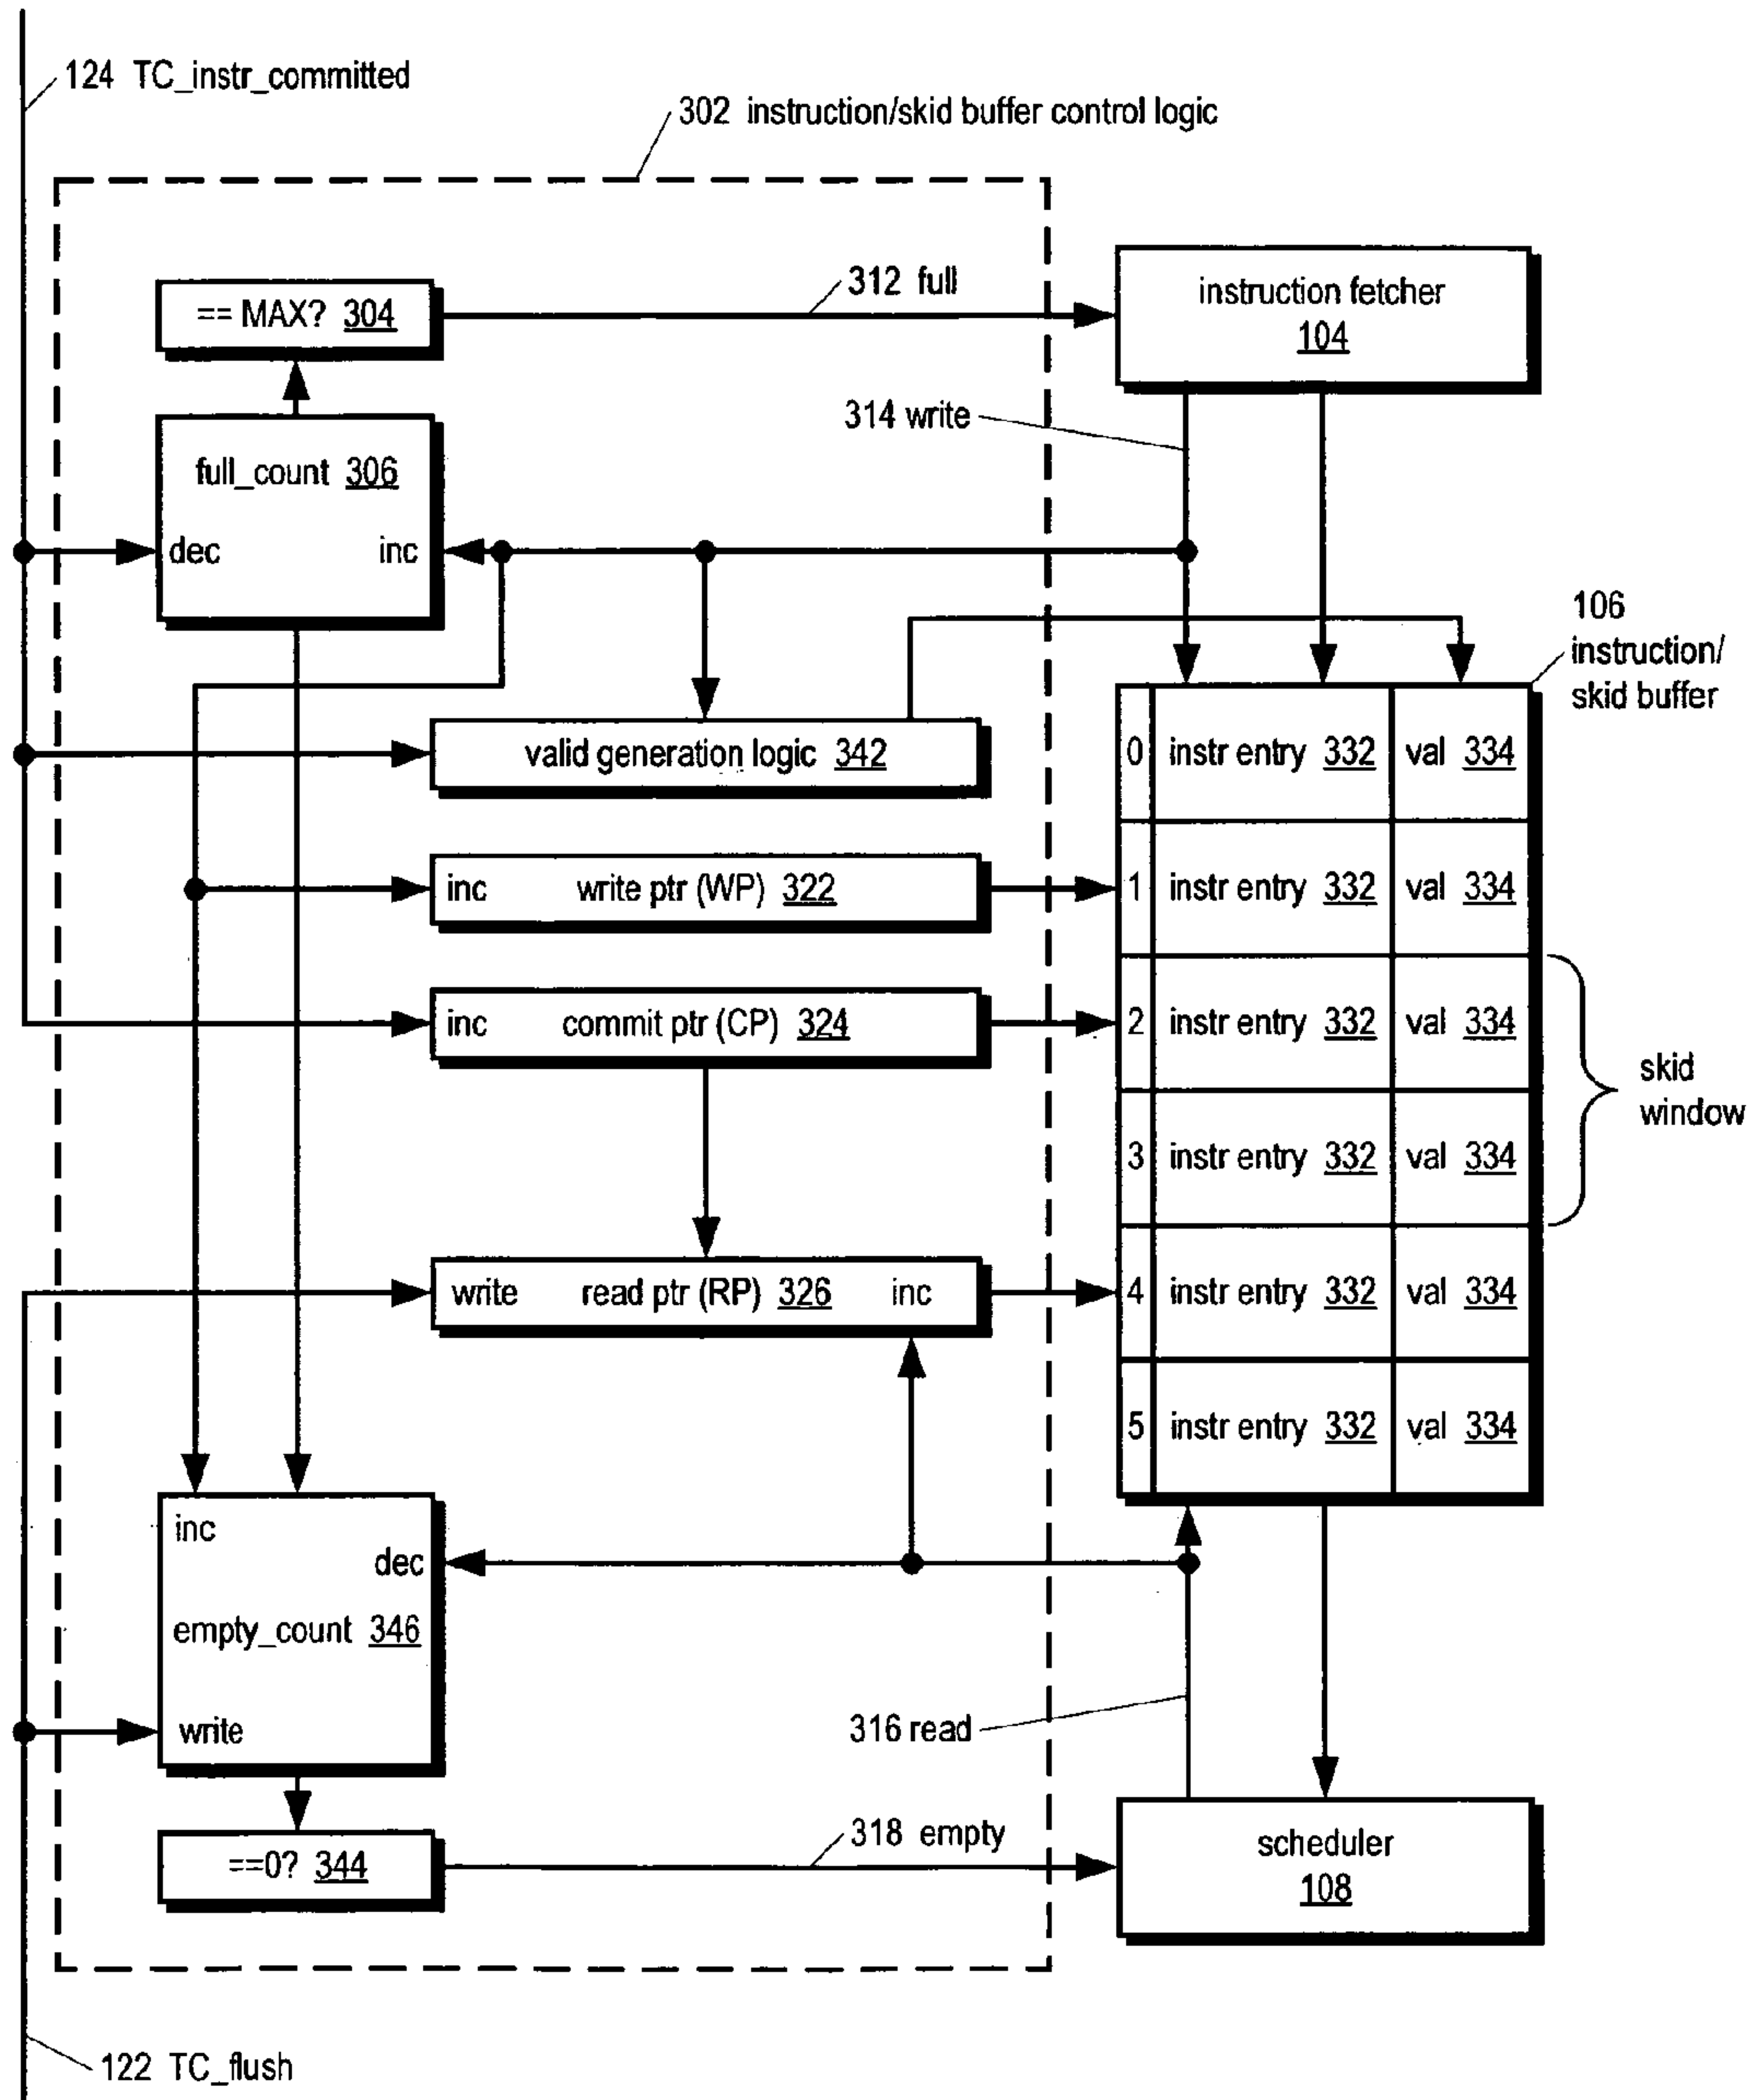 124 TC_instr_committed
302 instruction/skid buffer control logic
== MAX? 304
312 full
instruction fetcher
104
314 write
full_count 306
dec inc
106
instruction/
skid buffer
valid generation logic 342
0 instr entry 332 val 334
inc write ptr (WP) 322
1 instr entry 332 val 334
inc commit ptr (CP) 324
2 instr entry 332 val 334
skid
window
3 instr entry 332 val 334
write read ptr (RP) 326 inc
4 instr entry 332 val 334
5 instr entry 332 val 334
inc
dec
empty_count 346
write
316 read
==0? 344
318 empty
scheduler
108
122 TC_flush